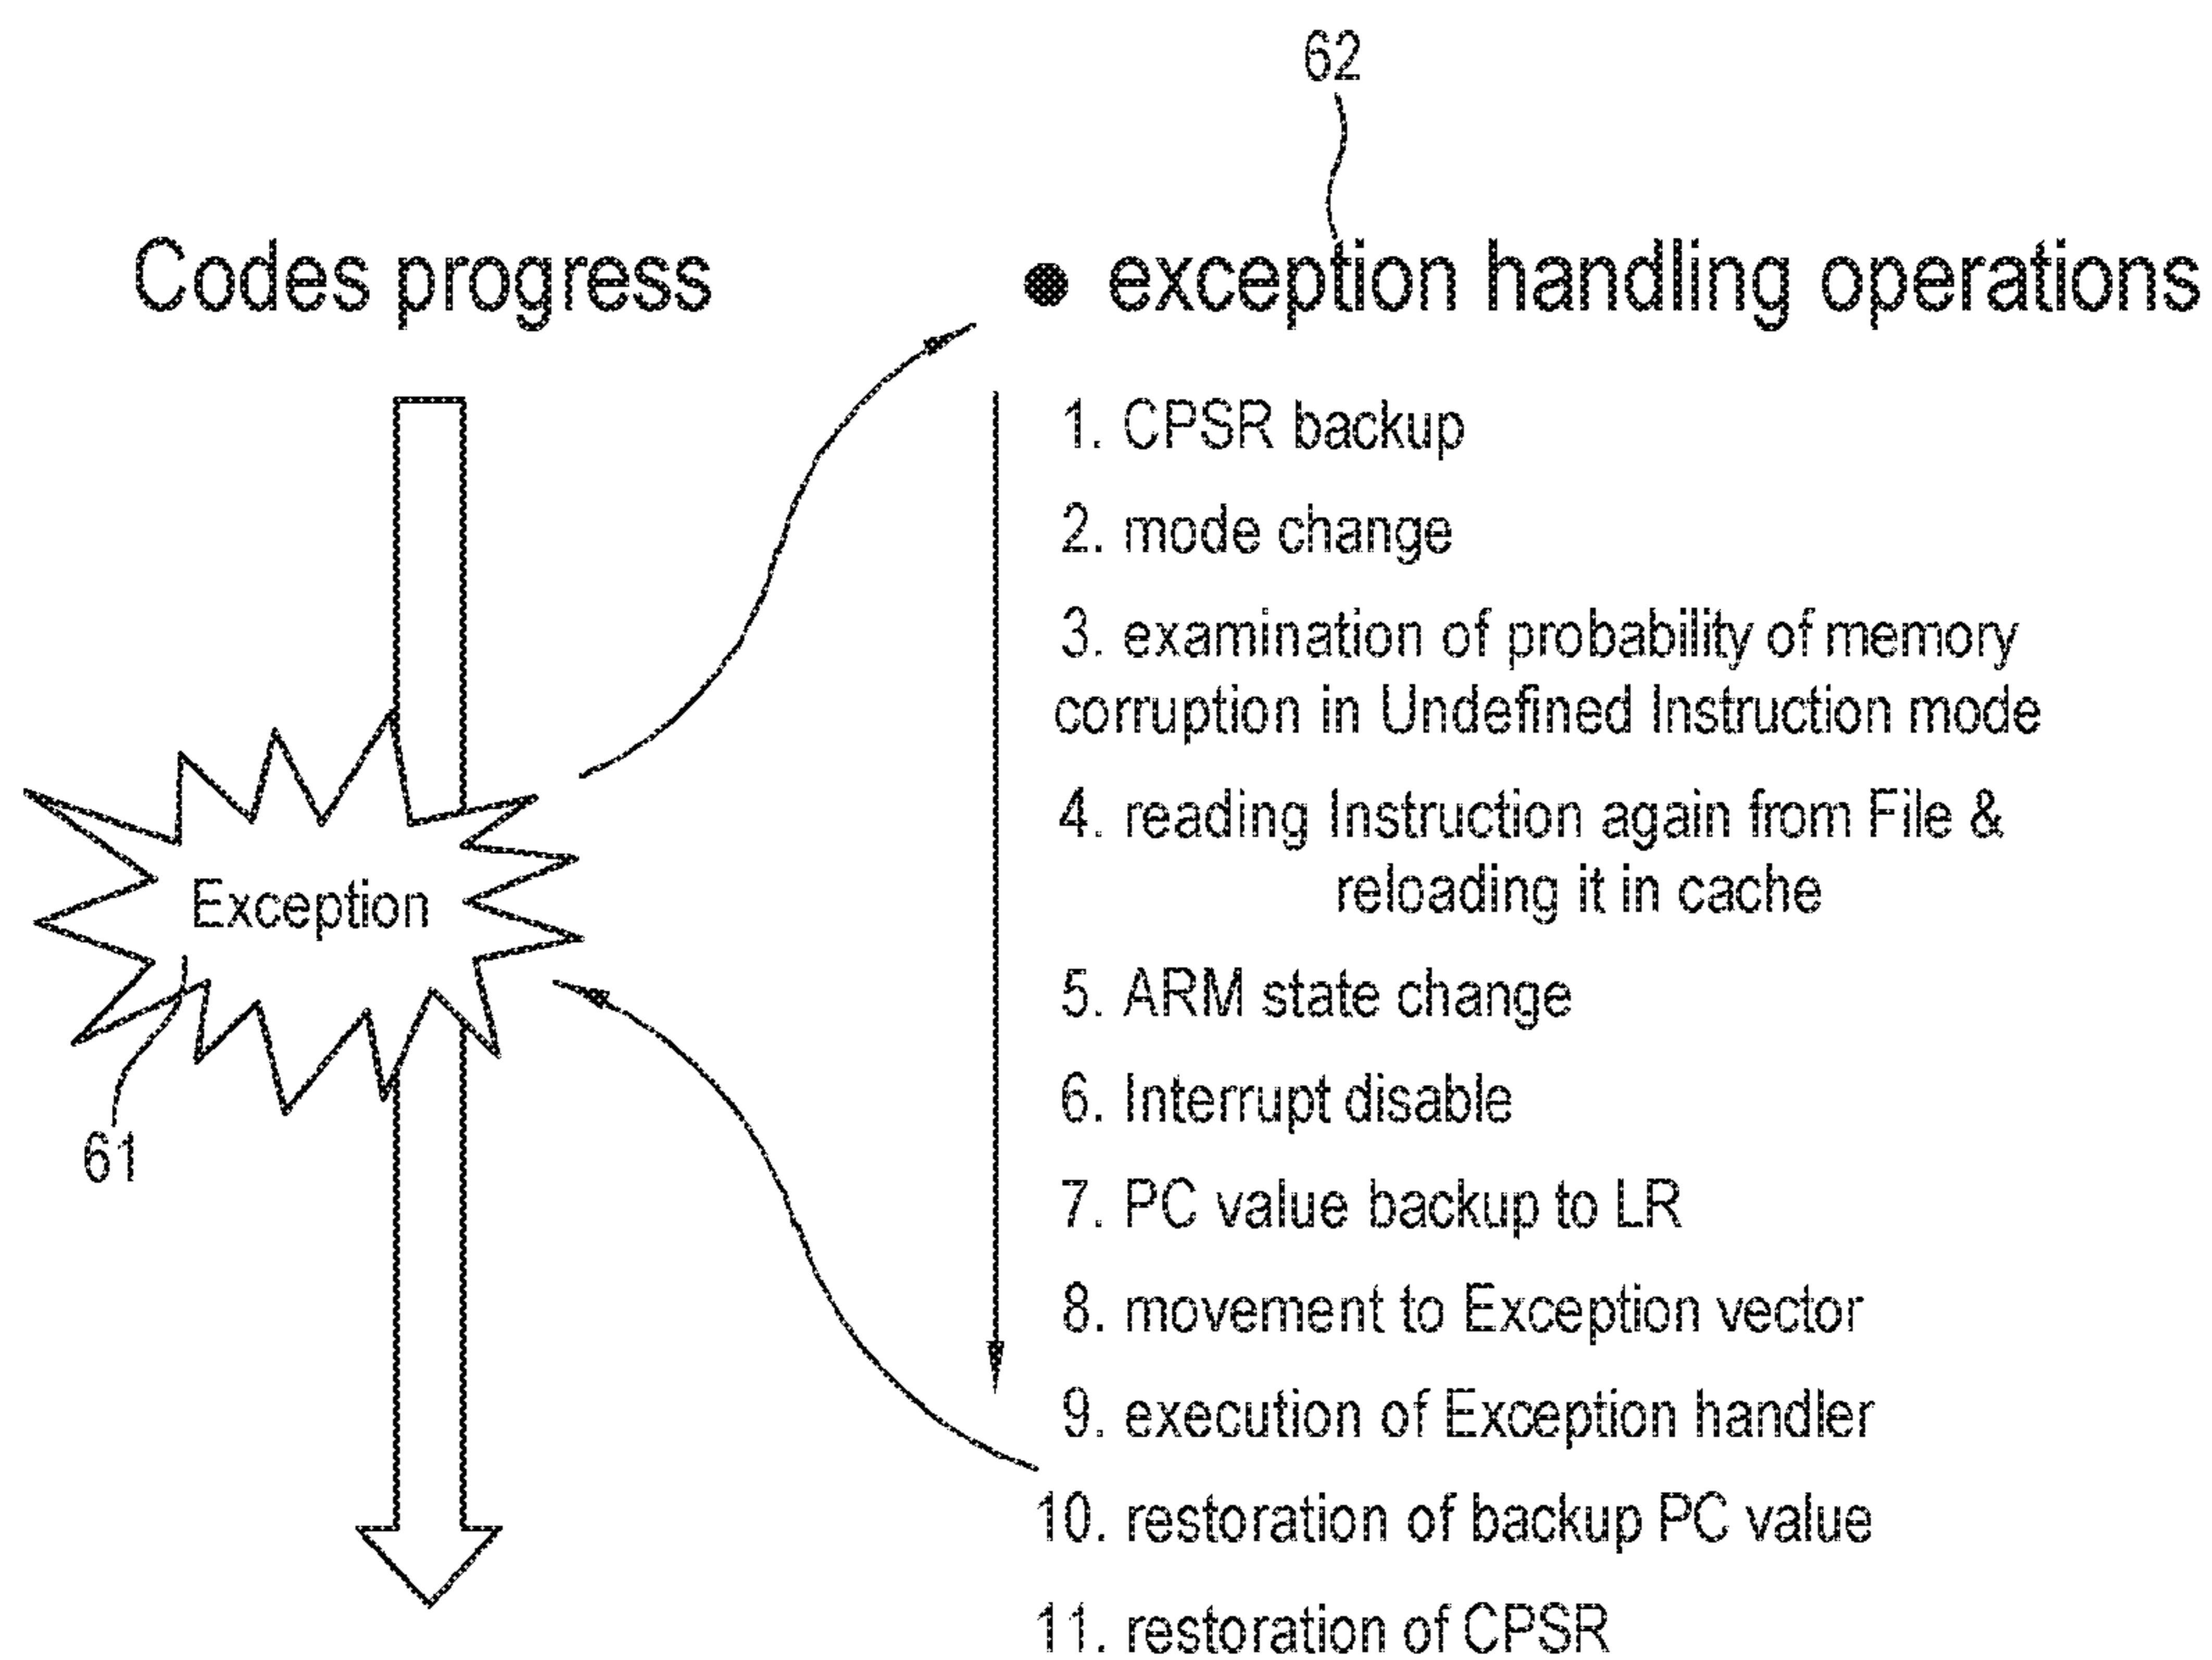 62
Codes progress
● exception handling operations
1. CPSR backup
2. mode change
3. examination of probability of memory
corruption in Undefined Instruction mode
4. reading Instruction again from File &
reloading it in cache
Exception
5. ARM state change
6. Interrupt disable
61
7. PC value backup to LR
8. movement to Exception vector
9. execution of Exception handler
10. restoration of backup PC value
11. restoration of CPSR